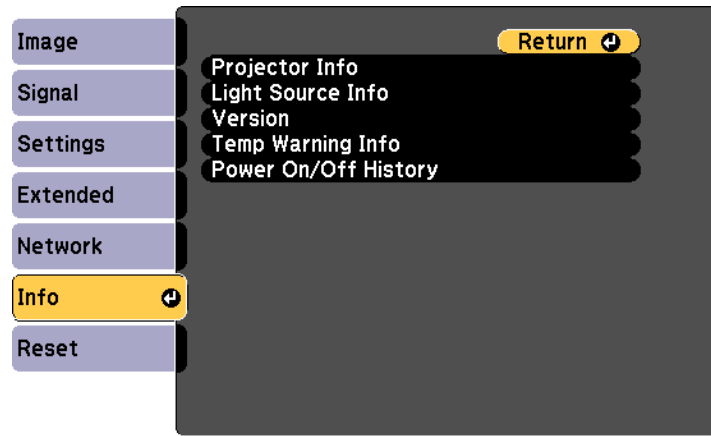 Image
Signal
Settings
Extended
Network
Info
Reset
Return
Projector Info
Light Source Info
Version
Temp Warning Info
Power On/Off History